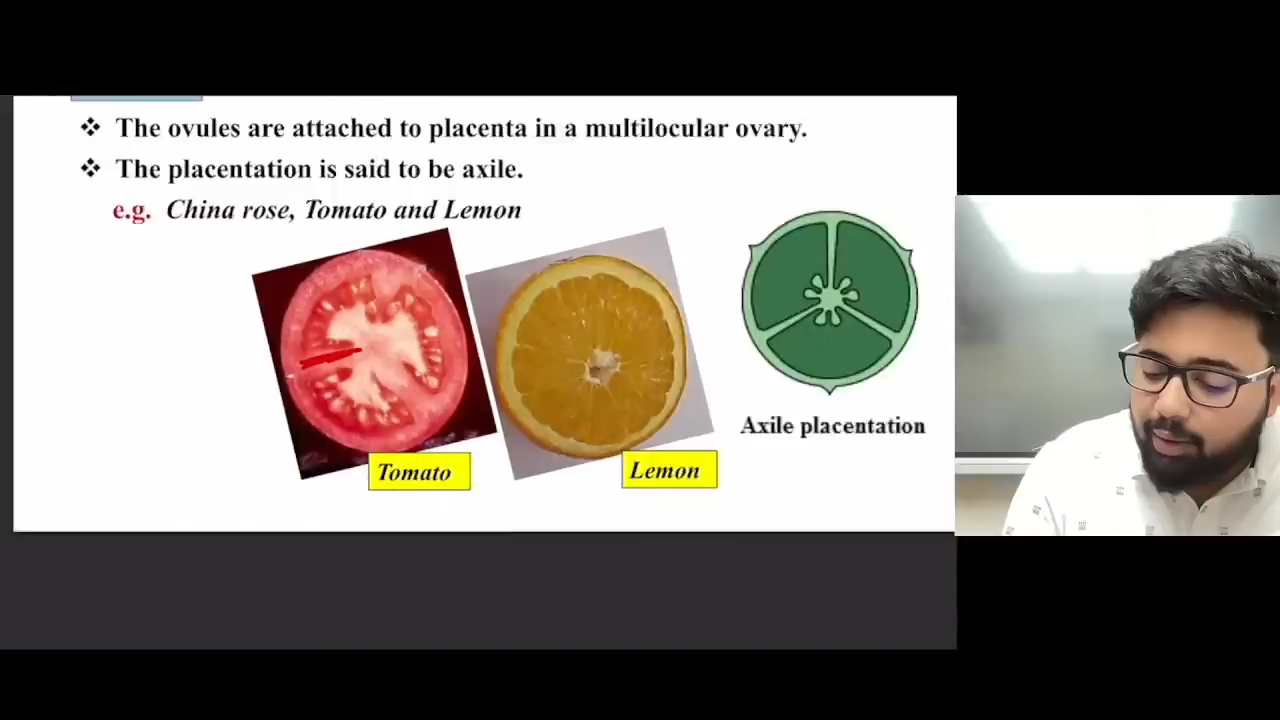 ❖ The ovules are attached to placenta in a multilocular ovary.
❖ The placentation is said to be axile.
e.g. China rose, Tomato and Lemon
Axile placentation
Tomato
Lemon